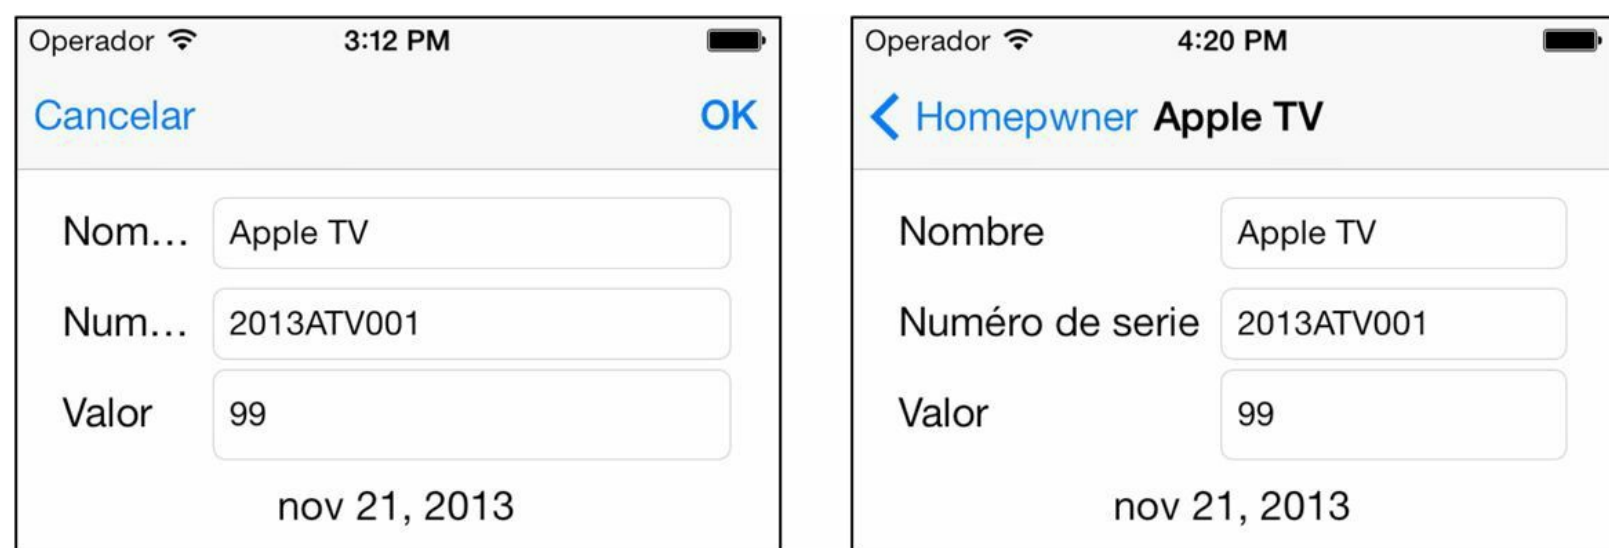 Operador 3:12 PM
Cancelar OK
Nom... Apple TV
Num... 2013ATV001
Valor 99
nov 21, 2013
Operador 4:20 PM
Homepwner Apple TV
Nombre Apple TV
Numéro de serie 2013ATV001
Valor 99
nov 21, 2013